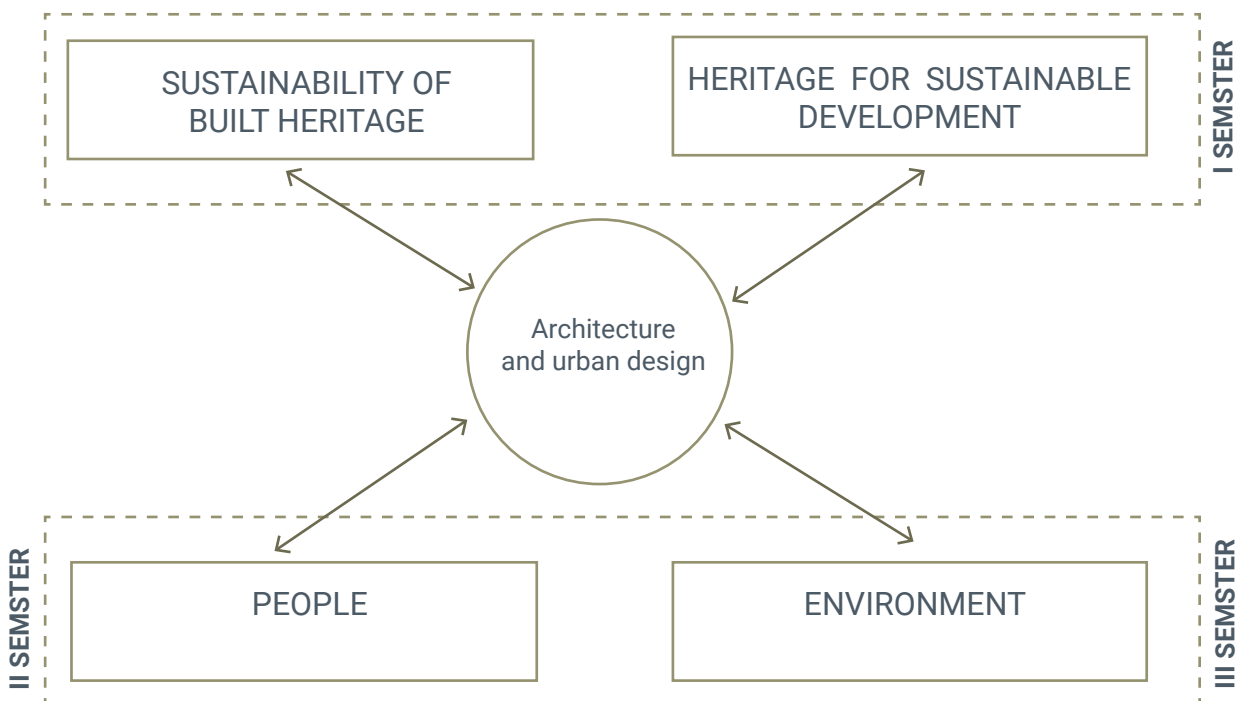 SUSTAINABILITY OF
BUILT HERITAGE
HERITAGE FOR SUSTAINABLE
DEVELOPMENT
I SEMSTER
Architecture
and urban design
II SEMSTER
PEOPLE
ENVIRONMENT
III SEMSTER